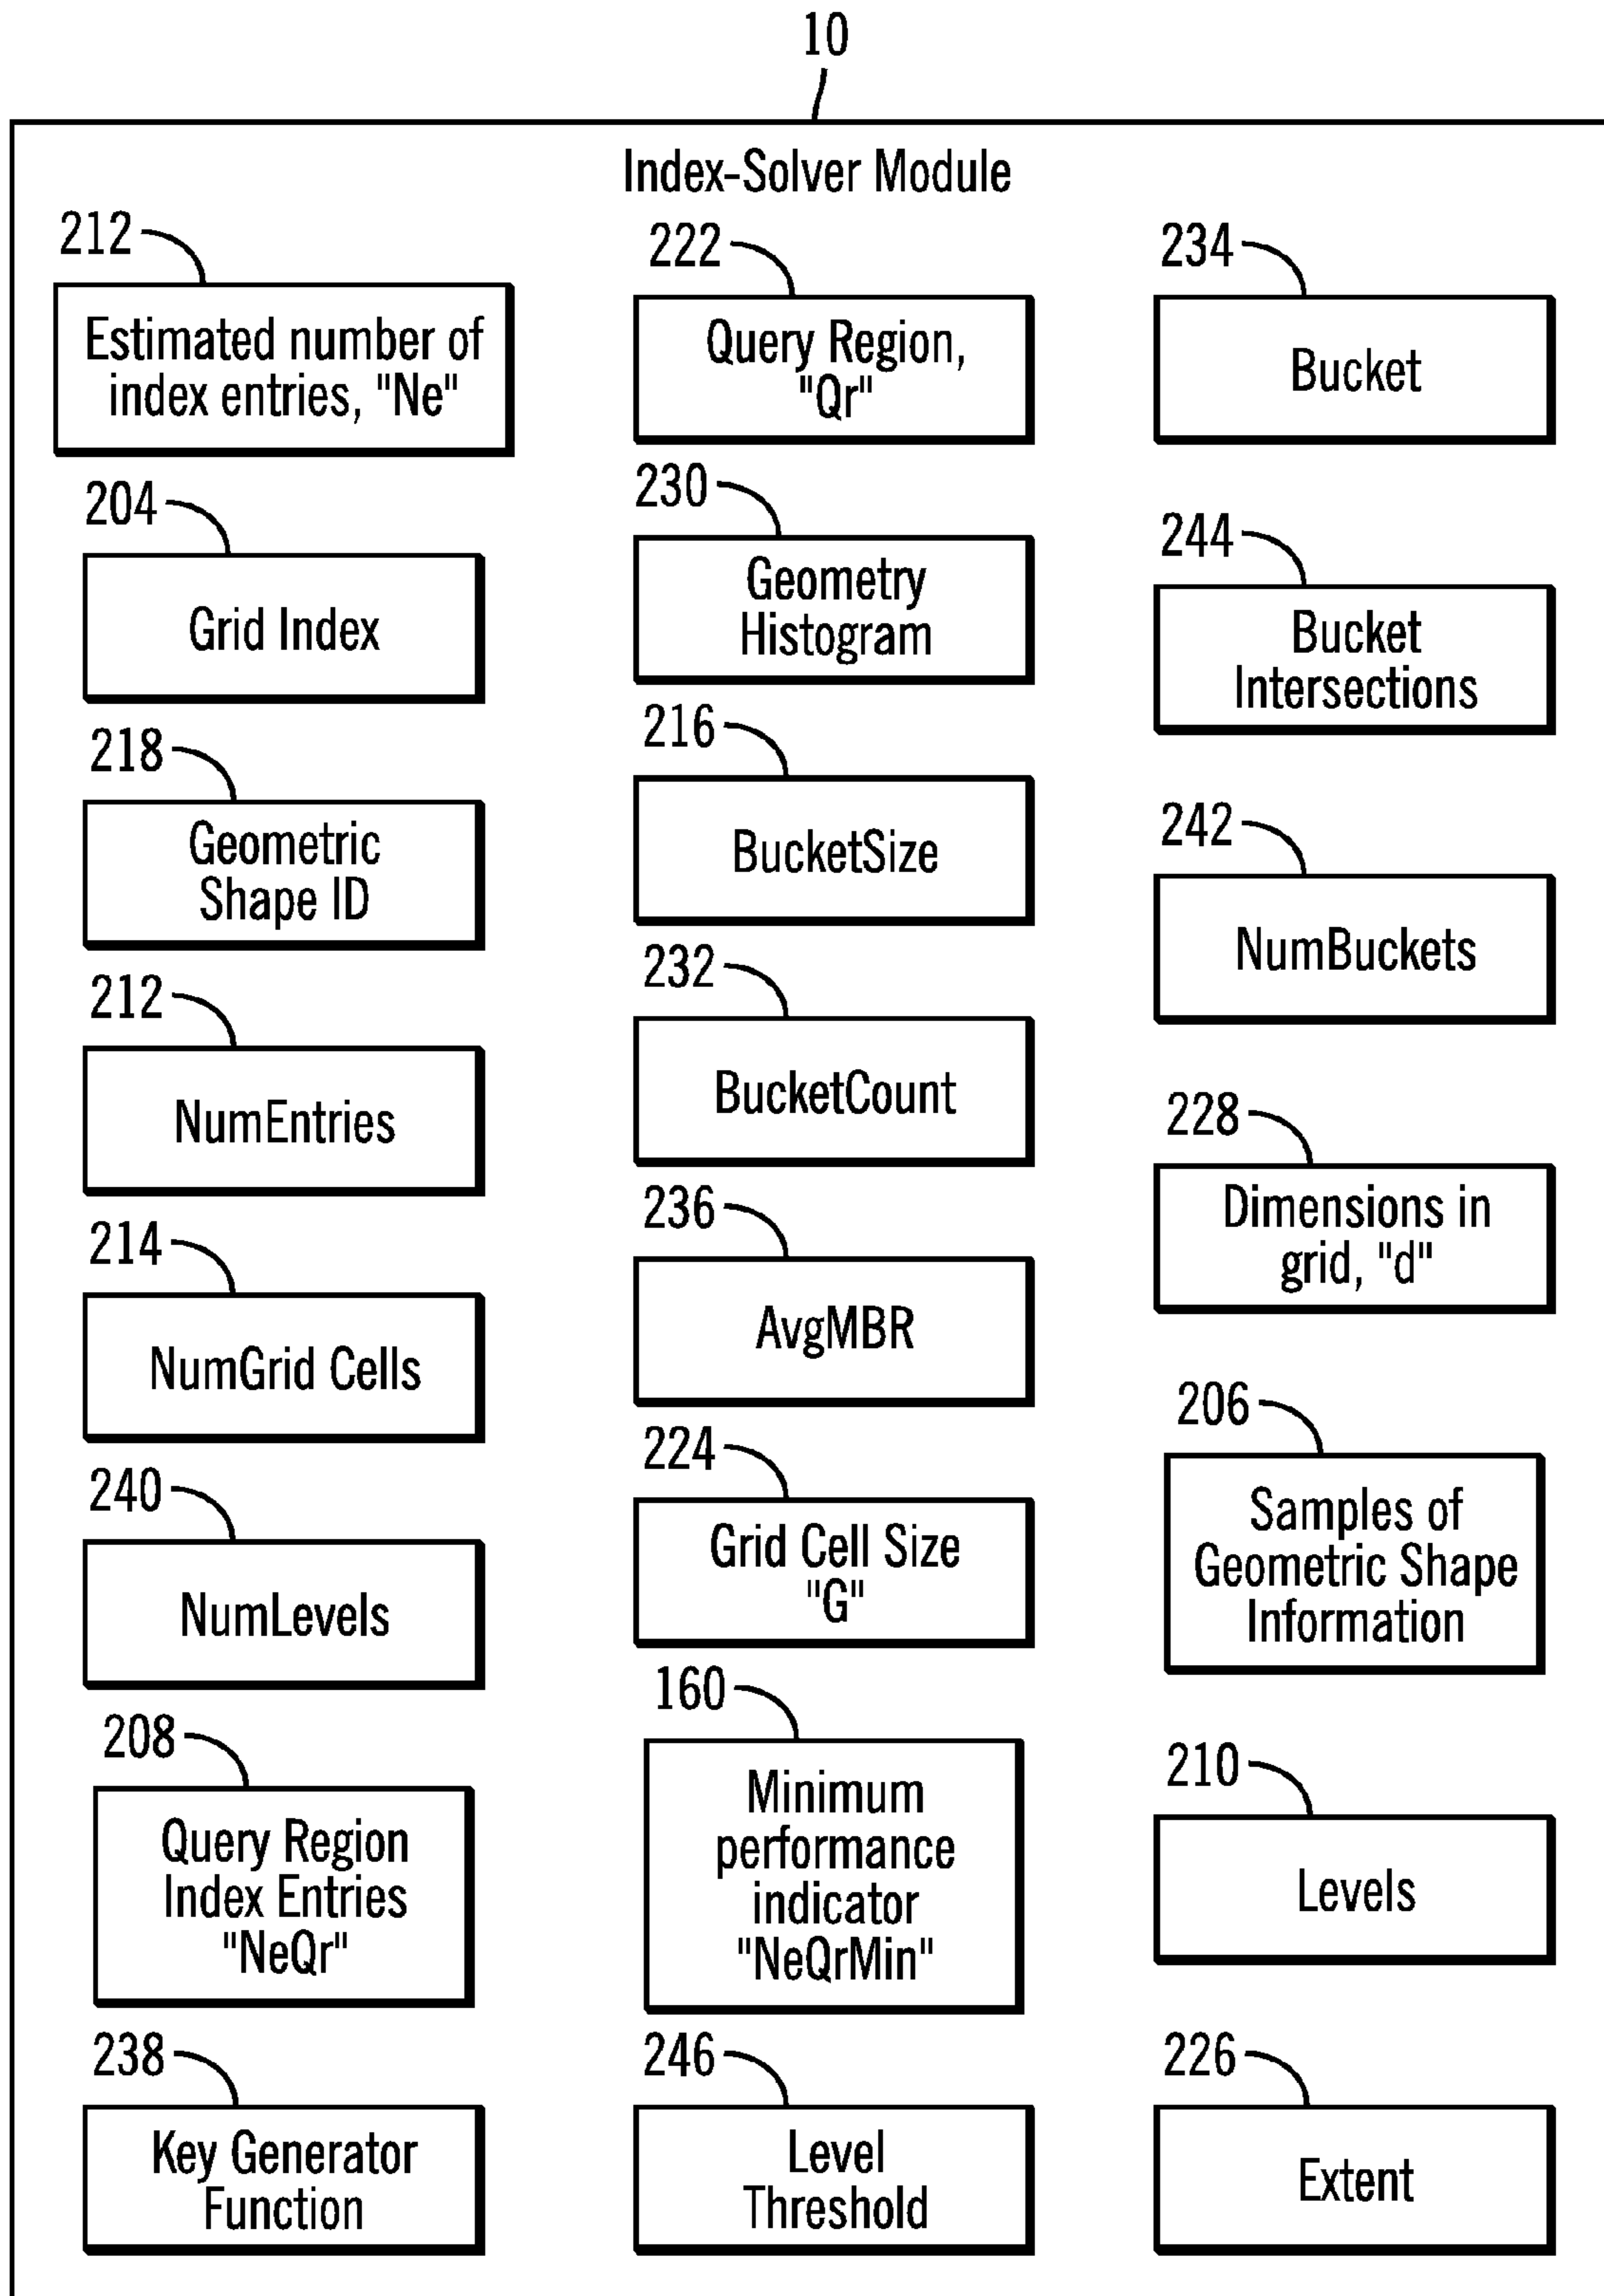 10
Index-Solver Module
212
Estimated number of
index entries, "Ne"
204
Grid Index
218
Geometric
Shape ID
212
NumEntries
214
NumGrid Cells
240
NumLevels
208
Query Region
Index Entries
"NeQr"
238
Key Generator
Function
222
Query Region,
"Qr"
230
Geometry
Histogram
216
BucketSize
232
BucketCount
236
AvgMBR
224
Grid Cell Size
"G"
160
Minimum
performance
indicator
"NeQrMin"
246
Level
Threshold
234
Bucket
244
Bucket
Intersections
242
NumBuckets
228
Dimensions in
grid, "d"
206
Samples of
Geometric Shape
Information
210
Levels
226
Extent